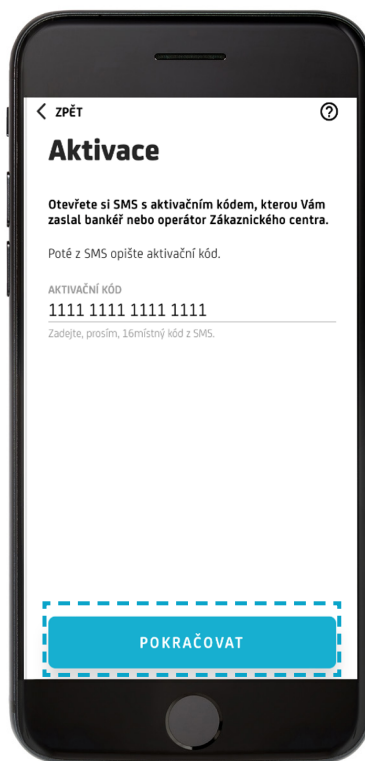 ZPĚT
Aktivace
Otevřete si SMS s aktivačním kódem, kterou Vám
zaslal bankéř nebo operátor Zákaznického centra.
Poté z SMS opište aktivační kód.
AKTIVAČNÍ KÓD
1111 1111 1111 1111
Zadejte, prosím, 16místný kód z SMS.
POKRAČOVAT